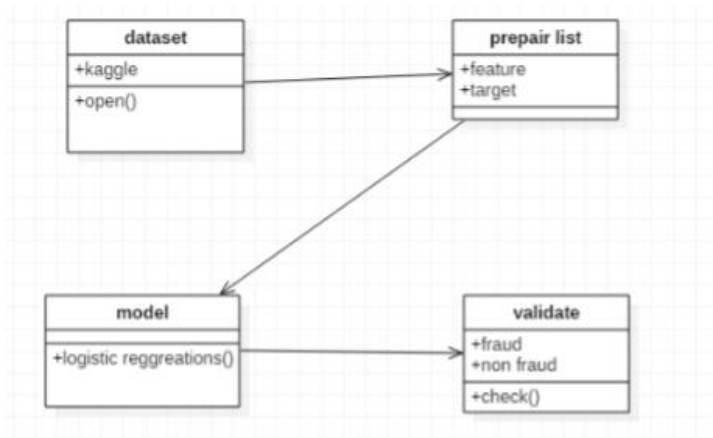 dataset
+kaggle
+open()
prepair list
+feature
+target
model
+logistic reggreations()
validate
+fraud
+non fraud
+check()